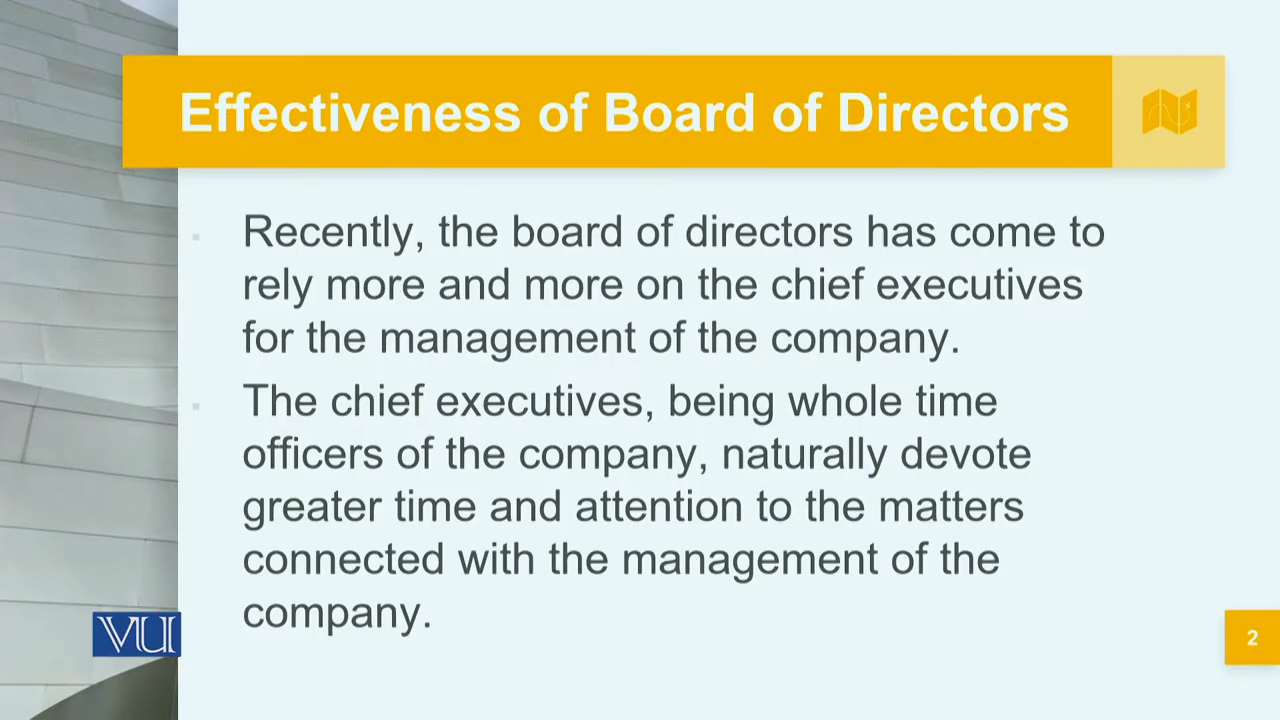 Effectiveness of Board of Directors
Recently, the board of directors has come to
rely more and more on the chief executives
for the management of the company.
The chief executives, being whole time
officers of the company, naturally devote
greater time and attention to the matters
connected with the management of the
company.
VU
2